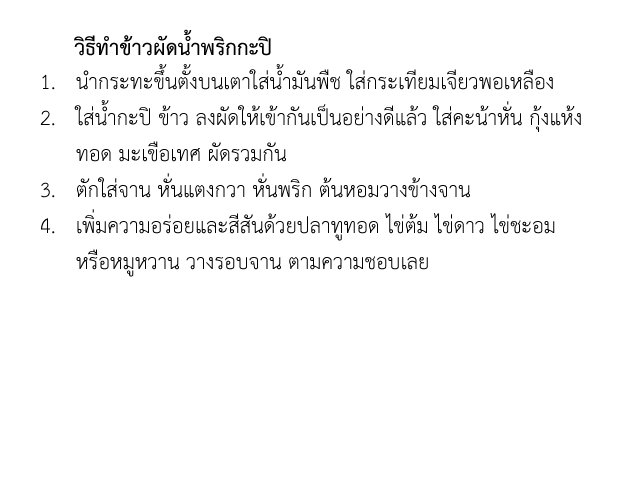 วิธีทำข้าวผัดน้ำพริกกะปิ
1. นำกระทะขึ้นตั้งบนเตาใส่น้ำมันพืช ใส่กระเทียมเจียวพอเหลือง
2. ใส่น้ำกะปิ ข้าว ลงผัดให้เข้ากันเป็นอย่างดีแล้ว ใส่คะน้าหั่น กุ้งแห้ง
ทอด มะเขือเทศ ผัดรวมกัน
3. ตักใส่จาน หั่นแตงกวา หั่นพริก ต้นหอมวางข้างจาน
4. เพิ่มความอร่อยและสีสันด้วยปลาทูทอด ไข่ต้ม ไข่ดาว ไข่ชะอม
หรือหมูหวาน วางรอบจาน ตามความชอบเลย